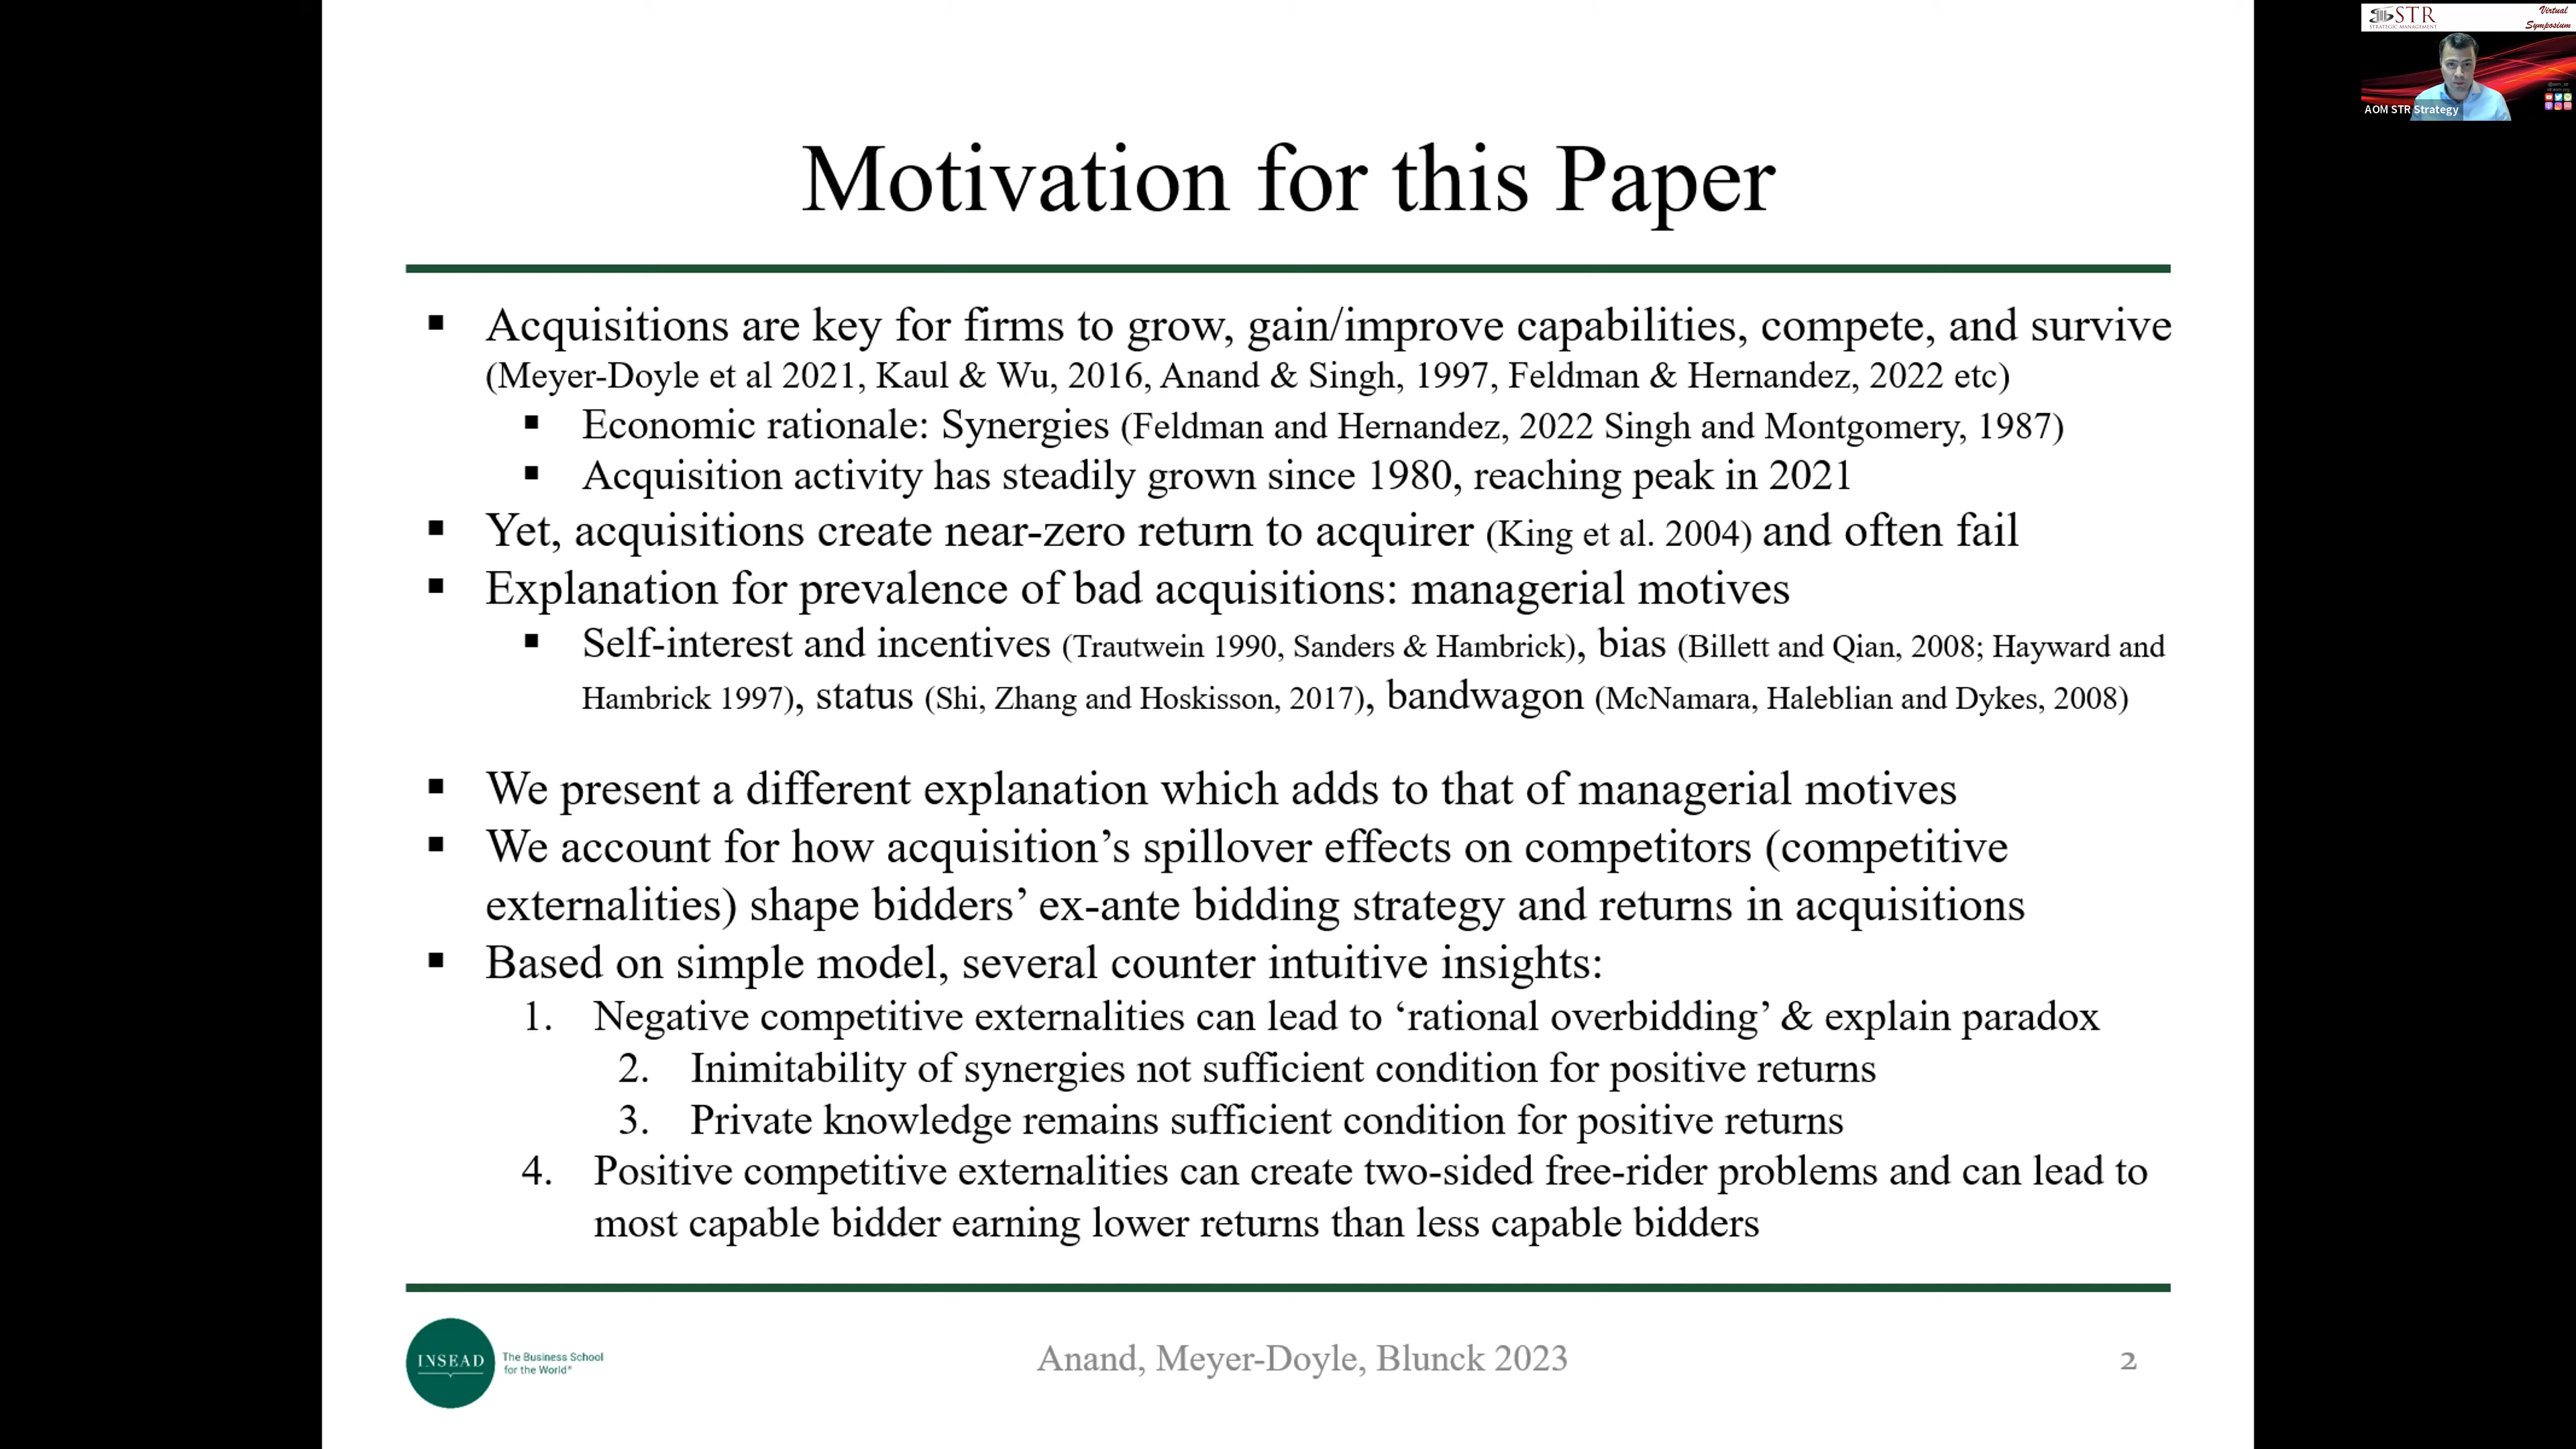 STR
STRATEGIC MANAGEMENT
Virtual
Symposium
AOM STR Strategy
Motivation for this Paper
▪ Acquisitions are key for firms to grow, gain/improve capabilities, compete, and survive
(Meyer-Doyle et al 2021, Kaul & Wu, 2016, Anand & Singh, 1997, Feldman & Hernandez, 2022 etc)
▪ Economic rationale: Synergies (Feldman and Hernandez, 2022 Singh and Montgomery, 1987)
▪ Acquisition activity has steadily grown since 1980, reaching peak in 2021
▪ Yet, acquisitions create near-zero return to acquirer (King et al. 2004) and often fail
▪ Explanation for prevalence of bad acquisitions: managerial motives
▪ Self-interest and incentives (Trautwein 1990, Sanders & Hambrick), bias (Billett and Qian, 2008; Hayward and
Hambrick 1997), status (Shi, Zhang and Hoskisson, 2017), bandwagon (McNamara, Haleblian and Dykes, 2008)
▪ We present a different explanation which adds to that of managerial motives
▪ We account for how acquisition’s spillover effects on competitors (competitive
externalities) shape bidders’ ex-ante bidding strategy and returns in acquisitions
▪ Based on simple model, several counter intuitive insights:
1. Negative competitive externalities can lead to ‘rational overbidding’ & explain paradox
2. Inimitability of synergies not sufficient condition for positive returns
3. Private knowledge remains sufficient condition for positive returns
4. Positive competitive externalities can create two-sided free-rider problems and can lead to
most capable bidder earning lower returns than less capable bidders
INSEAD
The Business School
for the World®
Anand, Meyer-Doyle, Blunck 2023
2